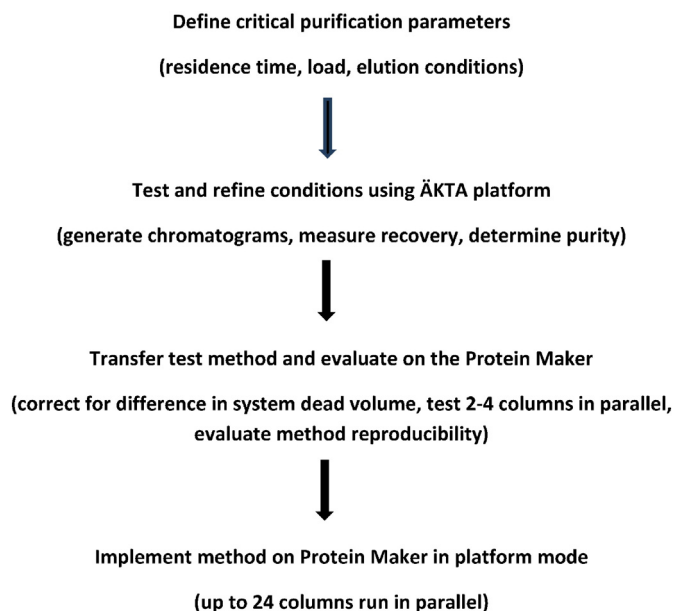 Define critical purification parameters
(residence time, load, elution conditions)
Test and refine conditions using ÄKTA platform
(generate chromatograms, measure recovery, determine purity)
Transfer test method and evaluate on the Protein Maker
(correct for difference in system dead volume, test 2-4 columns in parallel,
evaluate method reproducibility)
Implement method on Protein Maker in platform mode
(up to 24 columns run in parallel)